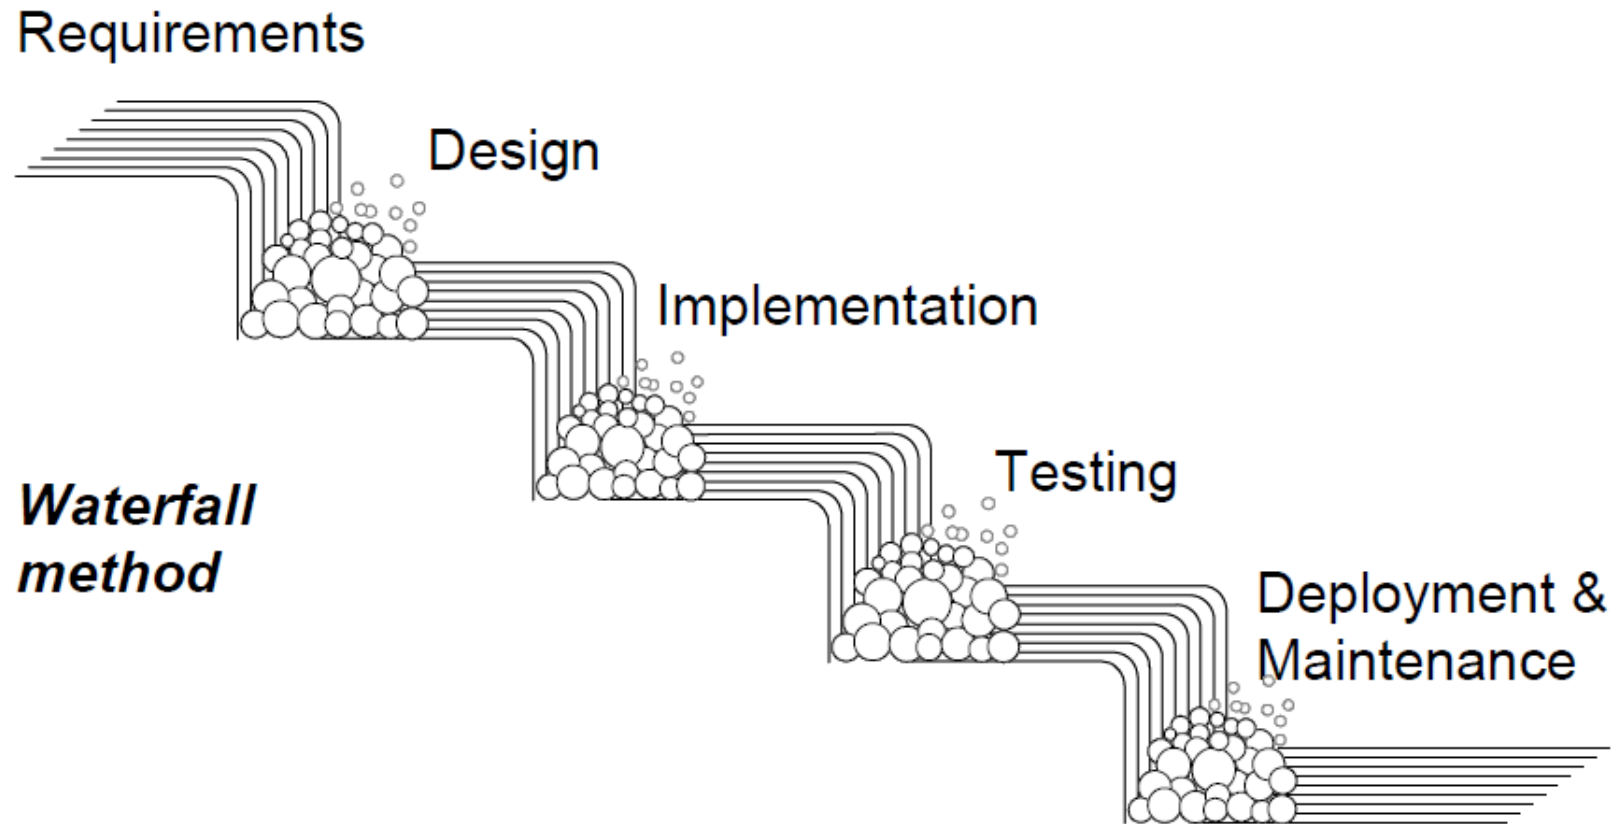 Requirements
Design
Implementation
Testing
Waterfall
method
Deployment &
Maintenance